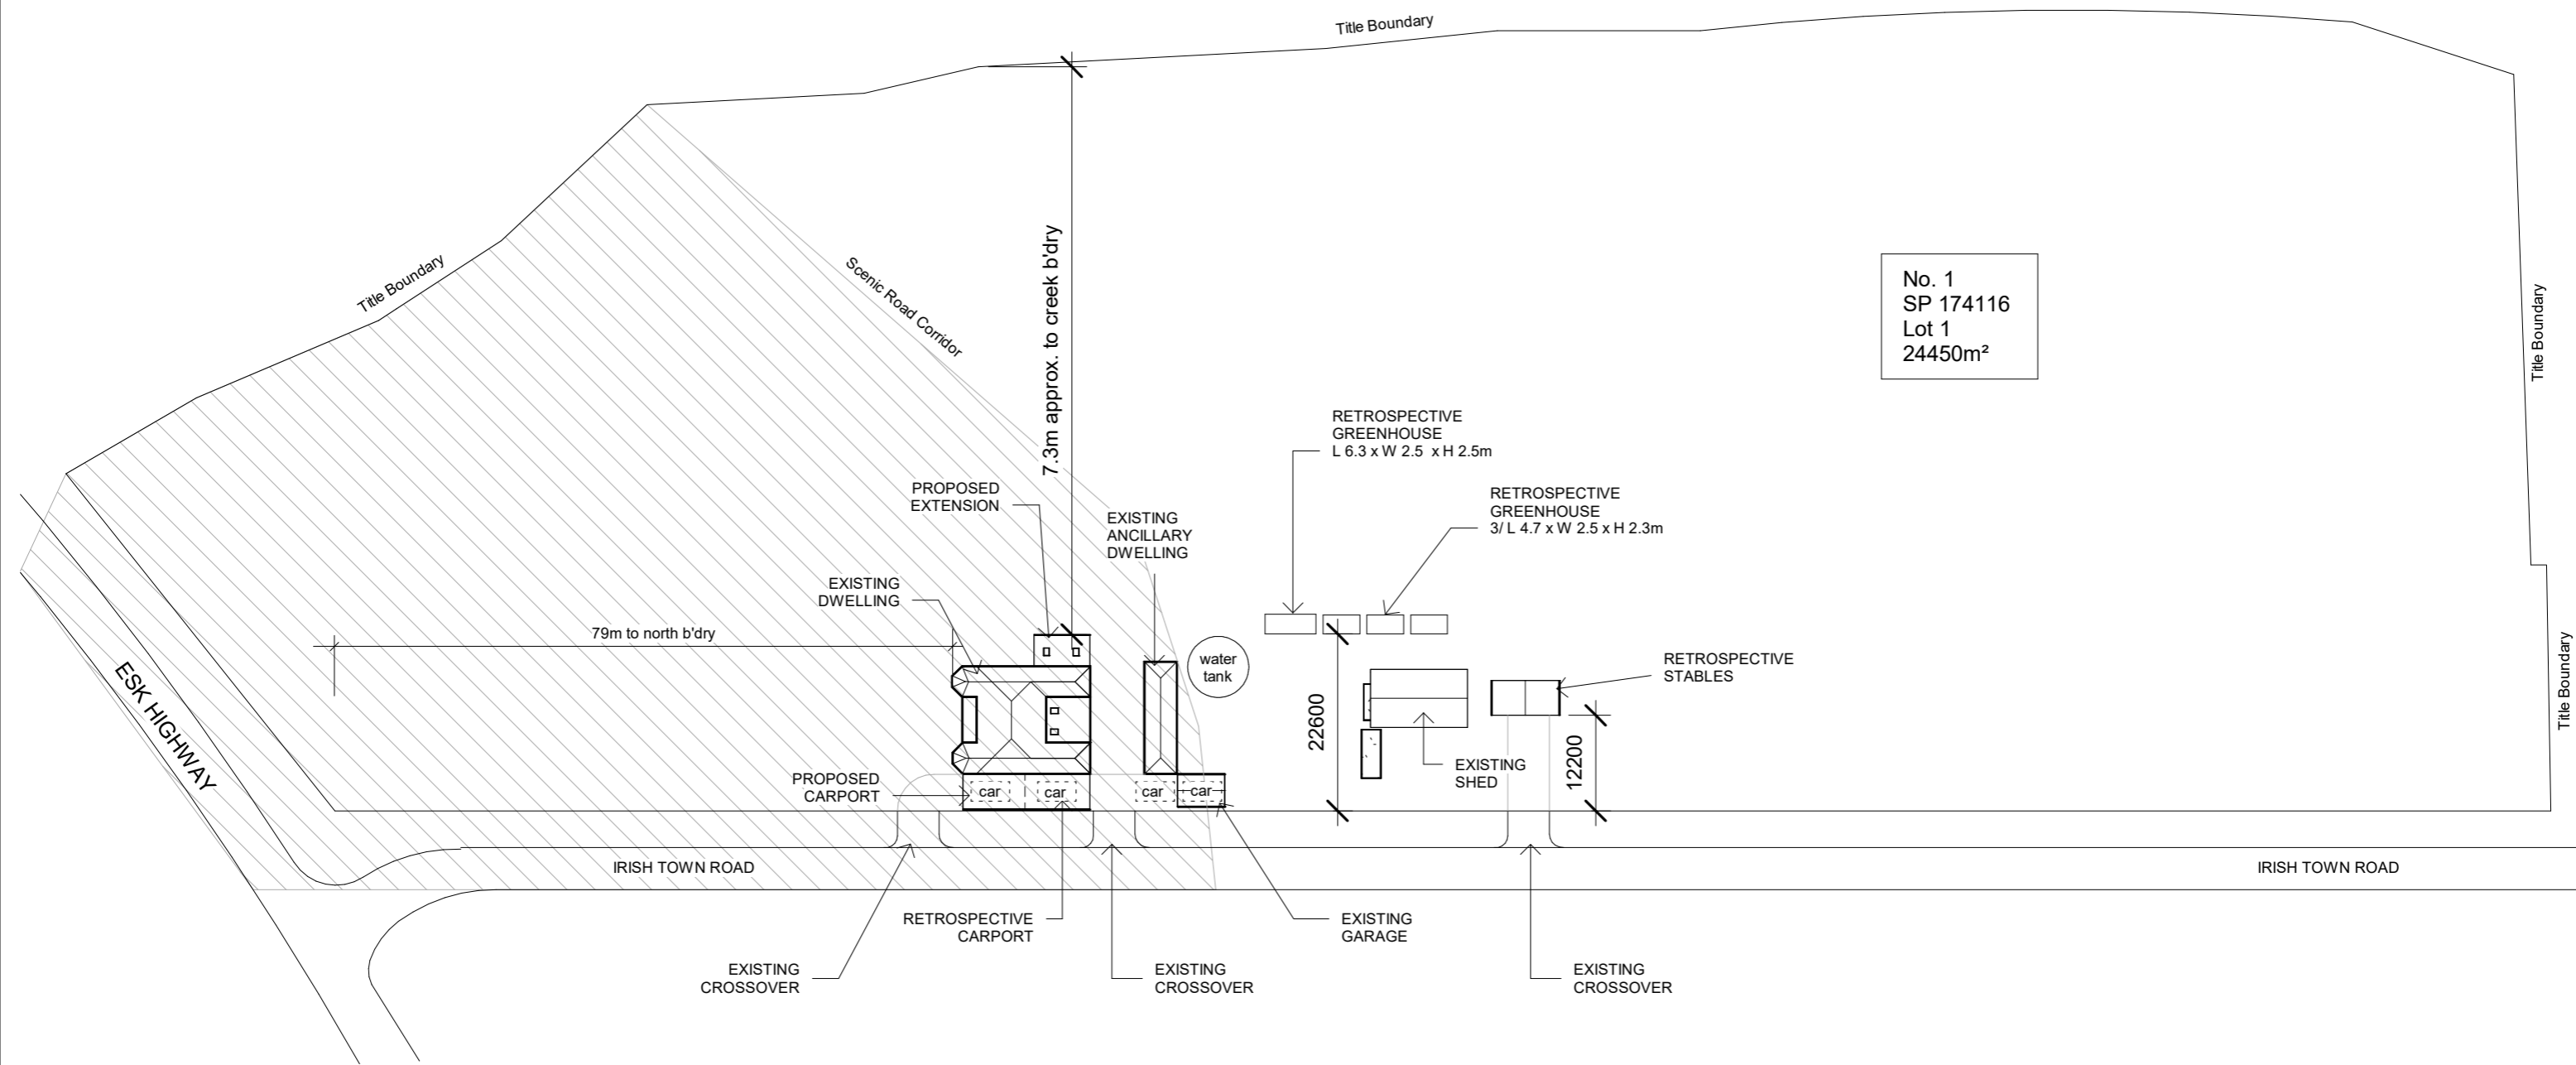 Title Boundary
Title Boundary
Scenic Road Corridor
7.3m approx. to creek b'dry
No. 1
SP 174116
Lot 1
24450m²
Title Boundary
RETROSPECTIVE
GREENHOUSE
L 6.3 x W 2.5 x H 2.5m
RETROSPECTIVE
GREENHOUSE
3/ L 4.7 x W 2.5 x H 2.3m
PROPOSED
EXTENSION
EXISTING
ANCILLARY
DWELLING
EXISTING
DWELLING
79m to north b'dry
water
tank
RETROSPECTIVE
STABLES
Title Boundary
ESK HIGHWAY
22600
12200
EXISTING
SHED
PROPOSED
CARPORT
car
car
car
car
IRISH TOWN ROAD
IRISH TOWN ROAD
RETROSPECTIVE
CARPORT
EXISTING
GARAGE
EXISTING
CROSSOVER
EXISTING
CROSSOVER
EXISTING
CROSSOVER